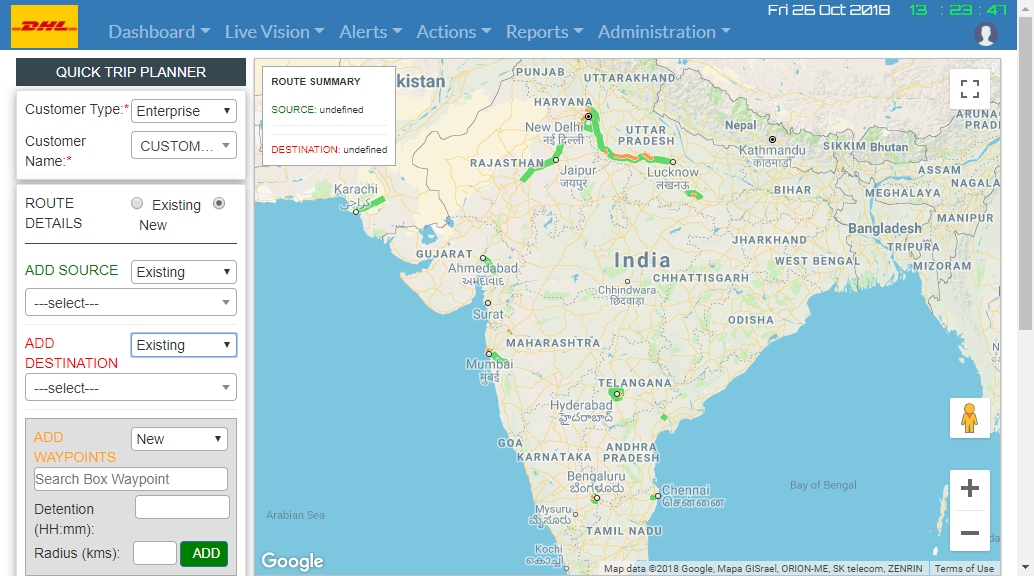 Fri 26 Oct 2018 13 : 23 : 47
DHL
Dashboard Live Vision Alerts Actions Reports Administration
QUICK TRIP PLANNER
Customer Type:* Enterprise
Customer Name:* CUSTOM...
ROUTE DETAILS
Existing
New
ADD SOURCE Existing
---select---
ADD DESTINATION Existing
---select---
ADD WAYPOINTS New
Search Box Waypoint
Detention (HH:mm):
Radius (kms): ADD
ROUTE SUMMARY
SOURCE: undefined
DESTINATION: undefined
kistan
PUNJAB
UTTARAKHAND
HARYANA
New Delhi
नई दिल्ली
UTTAR PRADESH
Nepal
Kathmandu
काठमाडौं
SIKKIM
Bhutan
ARUNA
PRAD
ASSAM
NAGALA
RAJASTHAN
Jaipur
जयपुर
Lucknow
लखनऊ
BIHAR
MEGHALAYA
MANIPUR
Karachi
كراچى
Bangladesh
TRIPURA
MIZORAM
JHARKHAND
WEST BENGAL
GUJARAT
Ahmedabad
અમદાવાદ
India
CHHATTISGARH
Chhindwara
छिंदवाड़ा
Surat
ODISHA
MAHARASHTRA
Mumbai
मुंबई
TELANGANA
Hyderabad
హైదరాబాద్
GOA
KARNATAKA
ANDHRA PRADESH
Bengaluru
ಬೆಂಗಳೂರು
Chennai
சென்னை
Bay of Bengal
Mysuru
ಮೈಸೂರು
Arabian Sea
TAMIL NADU
Kochi
കൊച്ചി
Google
Map data ©2018 Google, Mapa GISrael, ORION-ME, SK telecom, ZENRIN Terms of Use